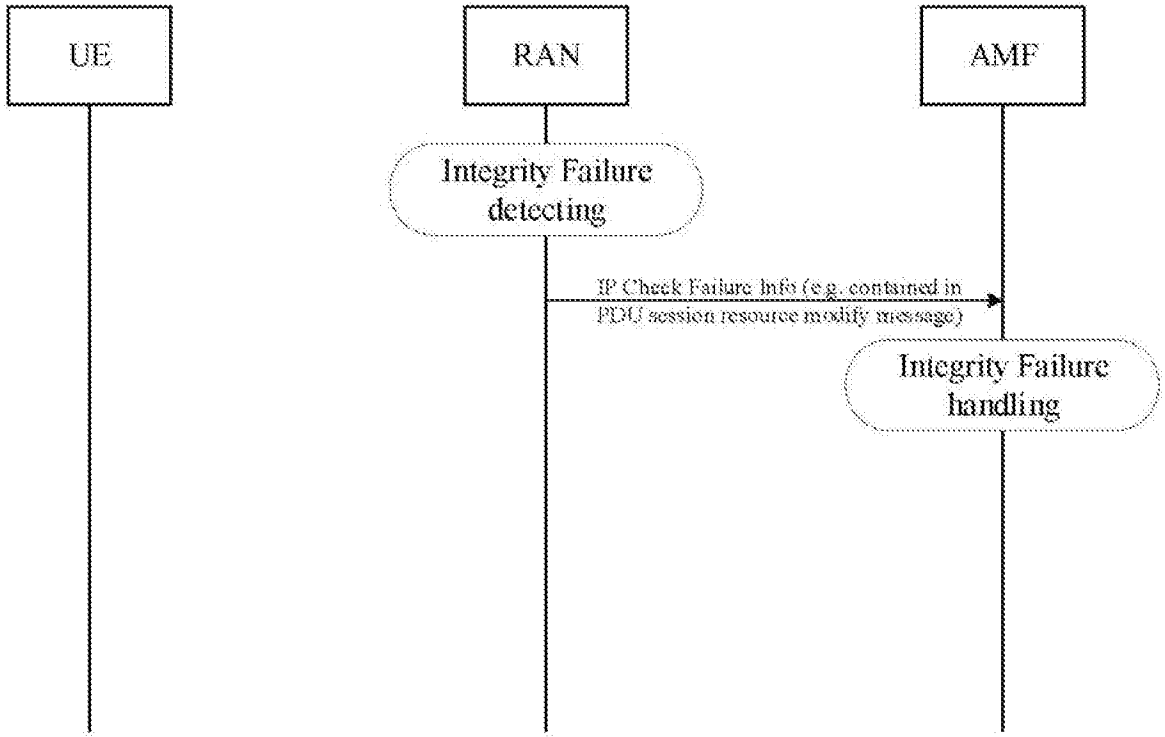 UE
RAN
AMF
Integrity Failure
detecting
IP Check Failure Info (e.g. contained in
PDU session resource modify message)
Integrity Failure
handling